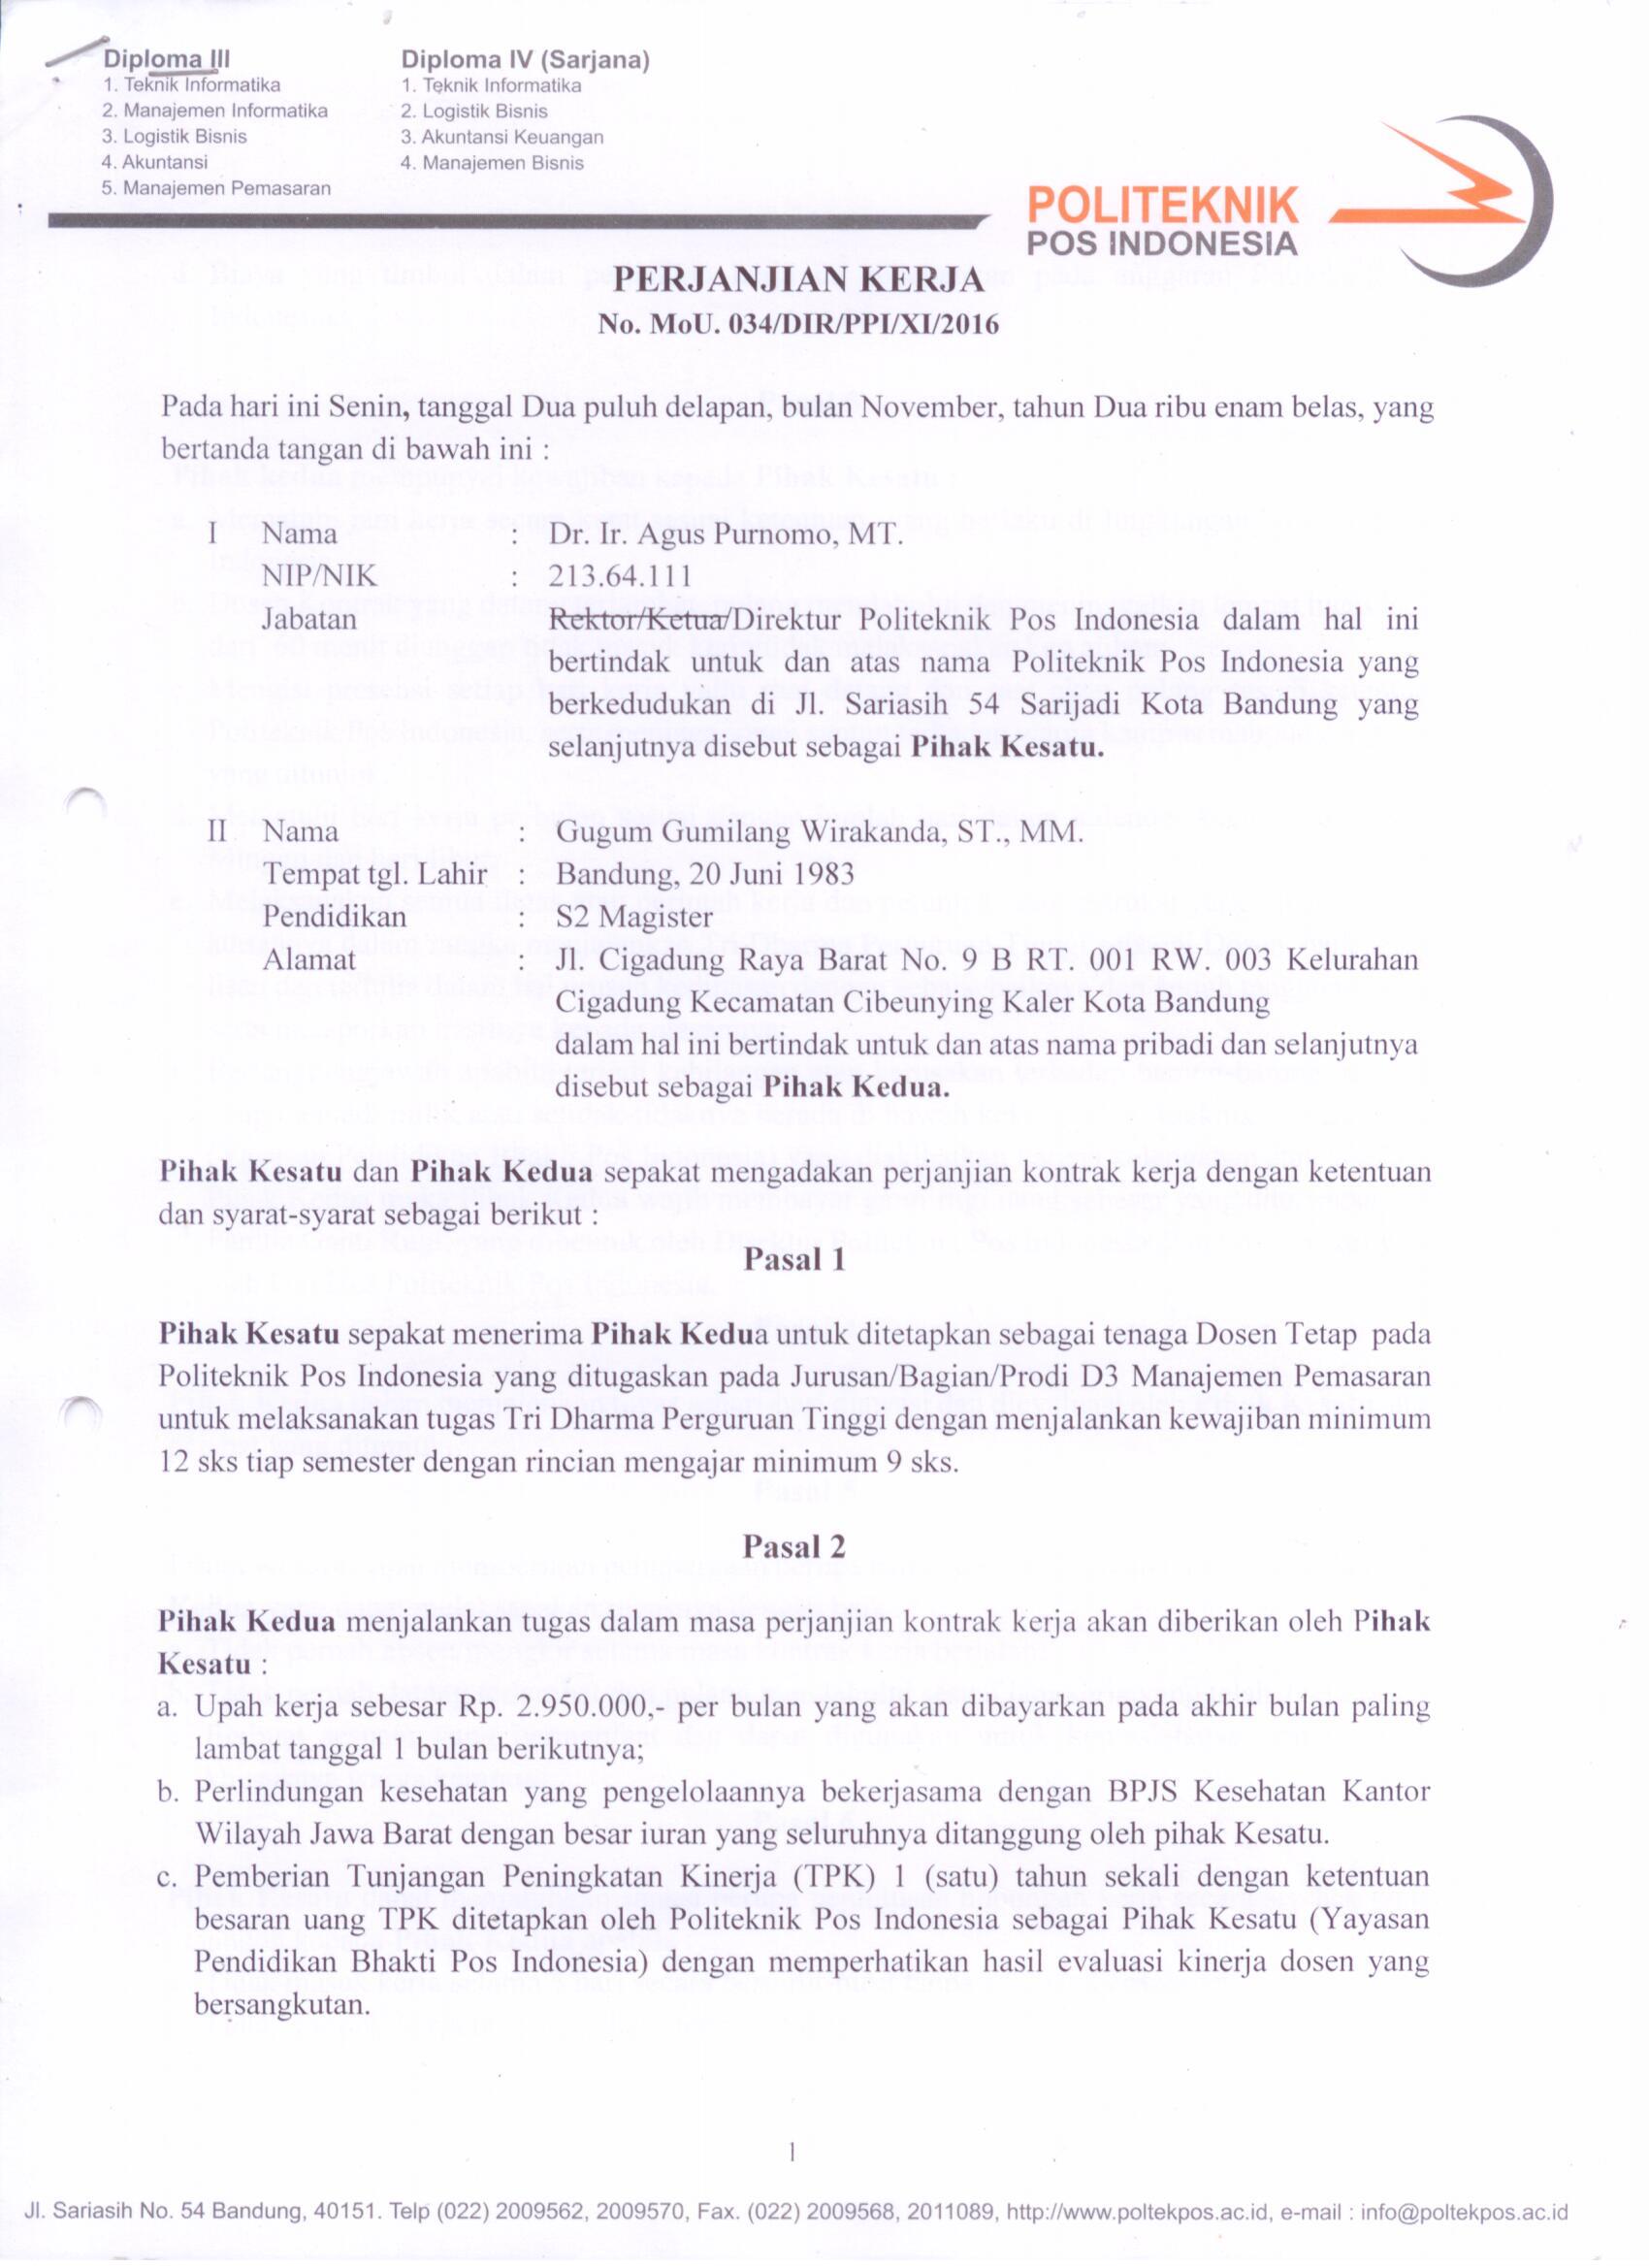 Diploma III
1. Teknik Informatika
2. Manajemen Informatika
3. Logistik Bisnis
4. Akuntansi
5. Manajemen Pemasaran
Diploma IV (Sarjana)
1. Teknik Informatika
2. Logistik Bisnis
3. Akuntansi Keuangan
4. Manajemen Bisnis
POLITEKNIK
POS INDONESIA
PERJANJIAN KERJA
No. MoU. 034/DIR/PPI/XI/2016
Pada hari ini Senin, tanggal Dua puluh delapan, bulan November, tahun Dua ribu enam belas, yang
bertanda tangan di bawah ini :
I Nama : Dr. Ir. Agus Purnomo, MT.
NIP/NIK : 213.64.111
Jabatan Rektor/Ketua/Direktur Politeknik Pos Indonesia dalam hal ini
bertindak untuk dan atas nama Politeknik Pos Indonesia yang
berkedudukan di Jl. Sariasih 54 Sarijadi Kota Bandung yang
selanjutnya disebut sebagai Pihak Kesatu.
II Nama : Gugum Gumilang Wirakanda, ST., MM.
Tempat tgl. Lahir : Bandung, 20 Juni 1983
Pendidikan : S2 Magister
Alamat : Jl. Cigadung Raya Barat No. 9 B RT. 001 RW. 003 Kelurahan
Cigadung Kecamatan Cibeunying Kaler Kota Bandung
dalam hal ini bertindak untuk dan atas nama pribadi dan selanjutnya
disebut sebagai Pihak Kedua.
Pihak Kesatu dan Pihak Kedua sepakat mengadakan perjanjian kontrak kerja dengan ketentuan
dan syarat-syarat sebagai berikut :
Pasal 1
Pihak Kesatu sepakat menerima Pihak Kedua untuk ditetapkan sebagai tenaga Dosen Tetap pada
Politeknik Pos Indonesia yang ditugaskan pada Jurusan/Bagian/Prodi D3 Manajemen Pemasaran
untuk melaksanakan tugas Tri Dharma Perguruan Tinggi dengan menjalankan kewajiban minimum
12 sks tiap semester dengan rincian mengajar minimum 9 sks.
Pasal 2
Pihak Kedua menjalankan tugas dalam masa perjanjian kontrak kerja akan diberikan oleh Pihak
Kesatu :
a. Upah kerja sebesar Rp. 2.950.000,- per bulan yang akan dibayarkan pada akhir bulan paling
lambat tanggal 1 bulan berikutnya;
b. Perlindungan kesehatan yang pengelolaannya bekerjasama dengan BPJS Kesehatan Kantor
Wilayah Jawa Barat dengan besar iuran yang seluruhnya ditanggung oleh pihak Kesatu.
c. Pemberian Tunjangan Peningkatan Kinerja (TPK) 1 (satu) tahun sekali dengan ketentuan
besaran uang TPK ditetapkan oleh Politeknik Pos Indonesia sebagai Pihak Kesatu (Yayasan
Pendidikan Bhakti Pos Indonesia) dengan memperhatikan hasil evaluasi kinerja dosen yang
bersangkutan.
1
Jl. Sariasih No. 54 Bandung, 40151. Telp (022) 2009562, 2009570, Fax. (022) 2009568, 2011089, http://www.poltekpos.ac.id, e-mail : info@poltekpos.ac.id